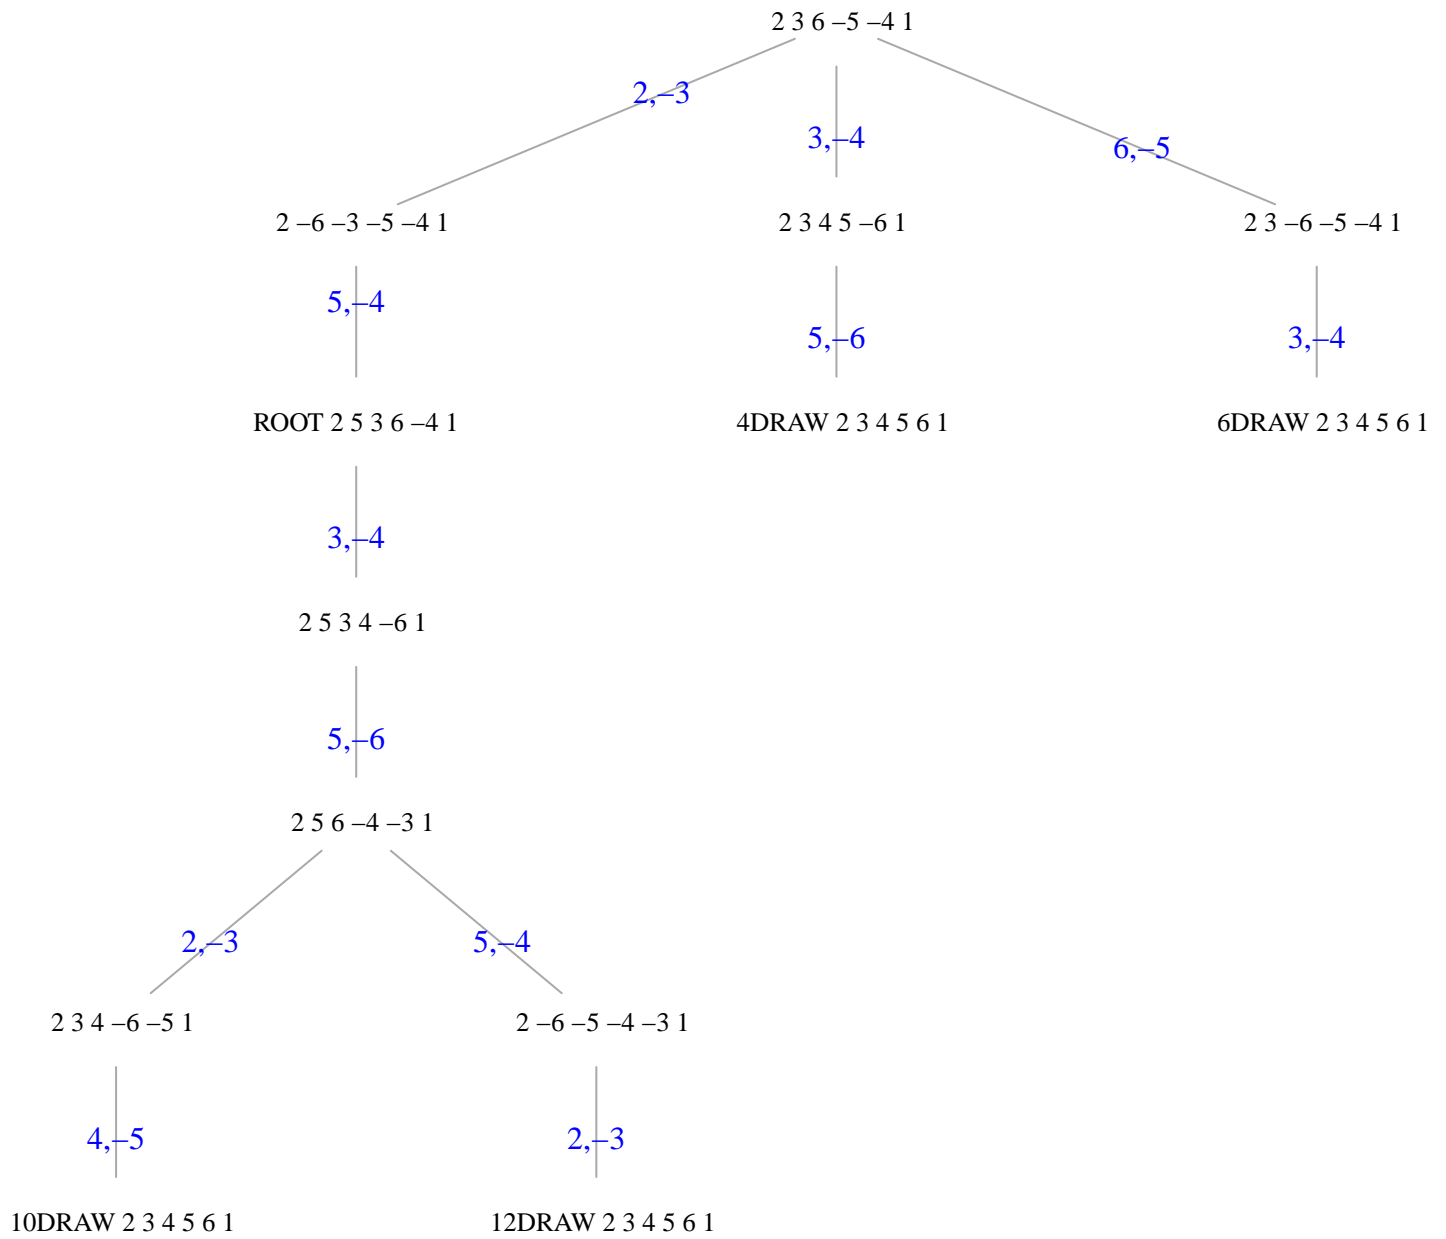 2 3 6 –5 –4 1
2,–3
3,–4
6,–5
2 –6 –3 –5 –4 1
2 3 4 5 –6 1
2 3 –6 –5 –4 1
5,–4
5,–6
3,–4
ROOT 2 5 3 6 –4 1
4DRAW 2 3 4 5 6 1
6DRAW 2 3 4 5 6 1
3,–4
2 5 3 4 –6 1
5,–6
2 5 6 –4 –3 1
2,–3
5,–4
2 3 4 –6 –5 1
2 –6 –5 –4 –3 1
4,–5
2,–3
10DRAW 2 3 4 5 6 1
12DRAW 2 3 4 5 6 1